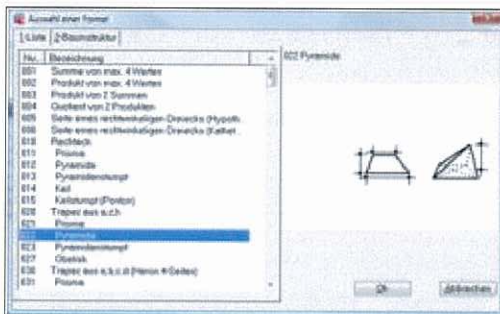 Auswahl einer Formel
1-Liste 2-Baumstruktur
Nu.. Bezeichnung
001 Summe von max. 4 Werten
002 Produkt von max. 4 Werten
003 Produkt von 2 Summen
004 Quotient von 2 Produkten
005 Seite eines rechtwinkeligen Dreiecks (Hypoth..
006 Seite eines rechtwinkeligen Dreiecks (Kathet..
010 Rechteck
011 Prisma
012 Pyramide
013 Pyramidenstumpf
014 Keil
015 Keilstumpf (Ponton)
020 Trapez aus a,c,h
021 Prisma
022 Pyramide
023 Pyramidenstumpf
027 Obelisk
030 Trapez aus a,b,c,d (Heron 4-Seiten)
031 Prisma
022 Pyramide
Ok Abbrechen